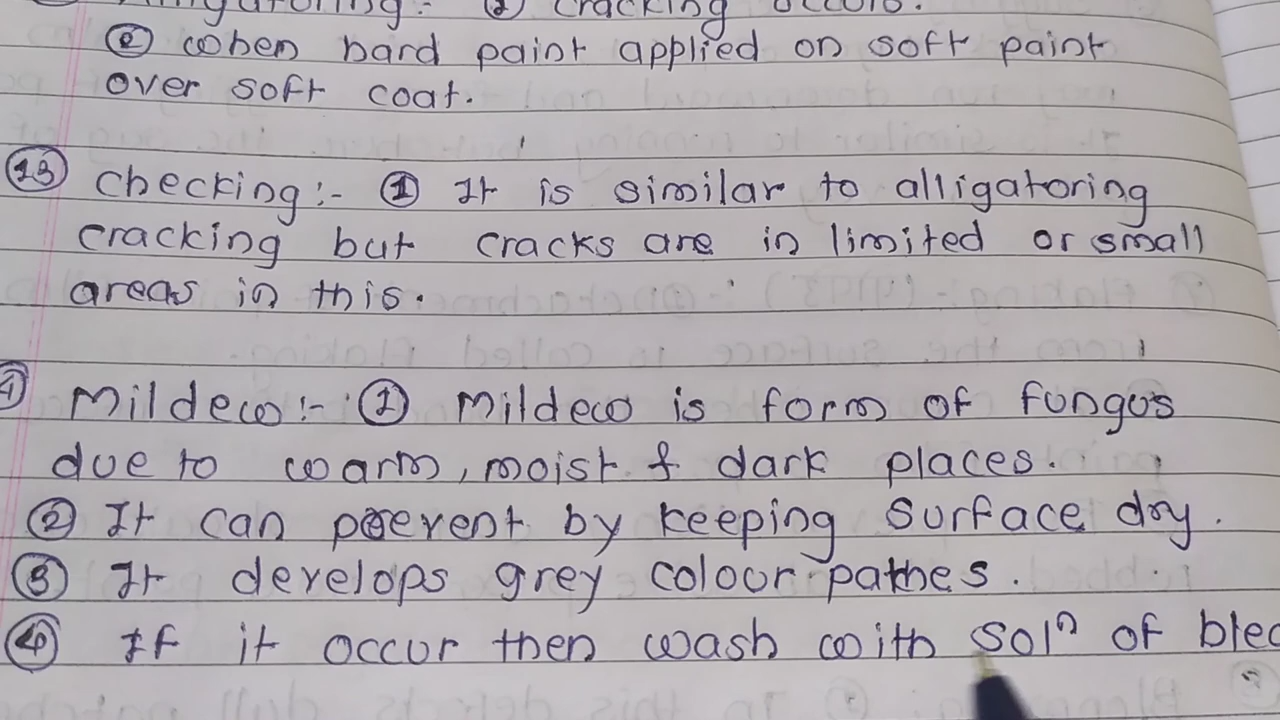 ② cracking occurs.
② when hard paint applied on soft paint
over soft coat.
⑬ checking :- ① It is similar to alligatoring
cracking but cracks are in limited or small
areas in this.
Mildew :- ① Mildew is form of fungus
due to warm, moist & dark places.
② It can prevent by keeping surface dry.
③ It develops grey colour pathes.
④ If it occur then wash with solⁿ of